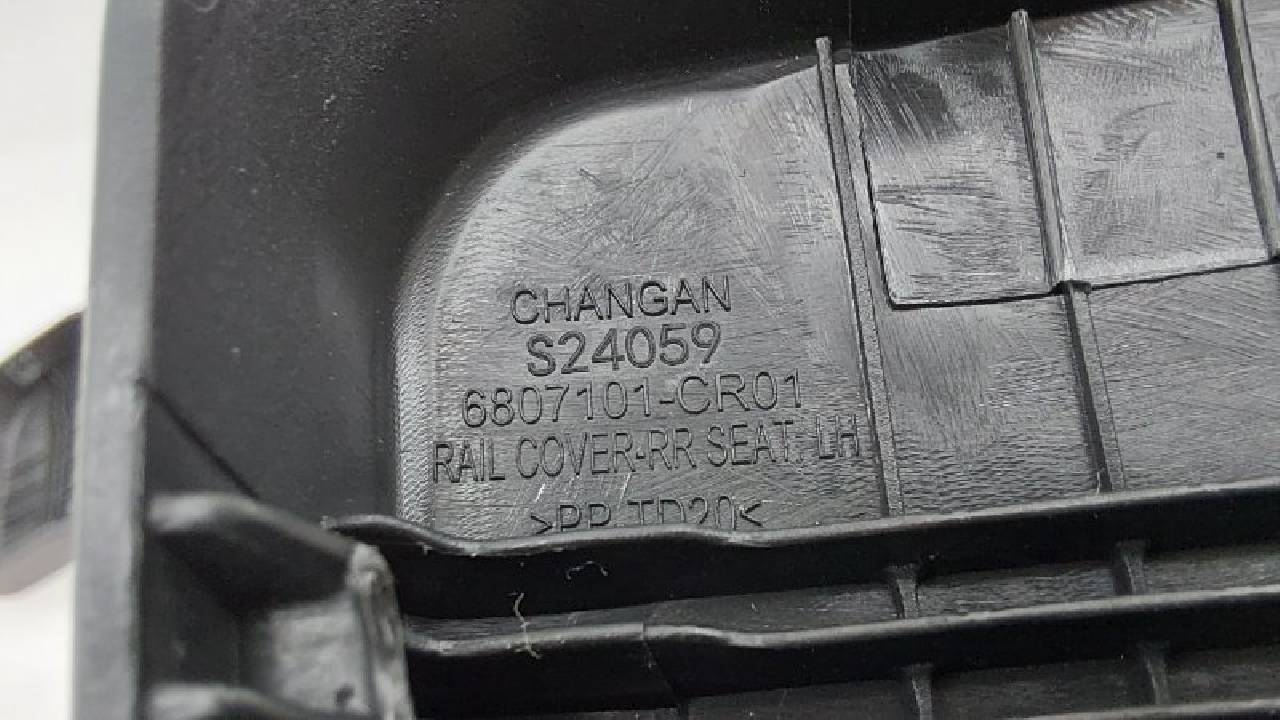 CHANGAN
S24059
6807101-CR01
RAIL COVER-RR SEAT, LH
>PP TD20<